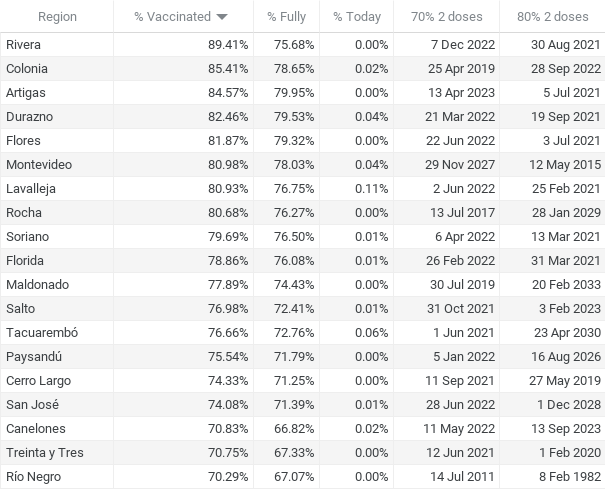 Region % Vaccinated % Fully % Today 70% 2 doses 80% 2 doses
Rivera 89.41% 75.68% 0.00% 7 Dec 2022 30 Aug 2021
Colonia 85.41% 78.65% 0.02% 25 Apr 2019 28 Sep 2022
Artigas 84.57% 79.95% 0.00% 13 Apr 2023 5 Jul 2021
Durazno 82.46% 79.53% 0.04% 21 Mar 2022 19 Sep 2021
Flores 81.87% 79.32% 0.00% 22 Jun 2022 3 Jul 2021
Montevideo 80.98% 78.03% 0.04% 29 Nov 2027 12 May 2015
Lavalleja 80.93% 76.75% 0.11% 2 Jun 2022 25 Feb 2021
Rocha 80.68% 76.27% 0.00% 13 Jul 2017 28 Jan 2029
Soriano 79.69% 76.50% 0.01% 6 Apr 2022 13 Mar 2021
Florida 78.86% 76.08% 0.01% 26 Feb 2022 31 Mar 2021
Maldonado 77.89% 74.43% 0.00% 30 Jul 2019 20 Feb 2033
Salto 76.98% 72.41% 0.01% 31 Oct 2021 3 Feb 2023
Tacuarembó 76.66% 72.76% 0.06% 1 Jun 2021 23 Apr 2030
Paysandú 75.54% 71.79% 0.00% 5 Jan 2022 16 Aug 2026
Cerro Largo 74.33% 71.25% 0.00% 11 Sep 2021 27 May 2019
San José 74.08% 71.39% 0.01% 28 Jun 2022 1 Dec 2028
Canelones 70.83% 66.82% 0.02% 11 May 2022 13 Sep 2023
Treinta y Tres 70.75% 67.33% 0.00% 12 Jun 2021 1 Feb 2020
Río Negro 70.29% 67.07% 0.00% 14 Jul 2011 8 Feb 1982